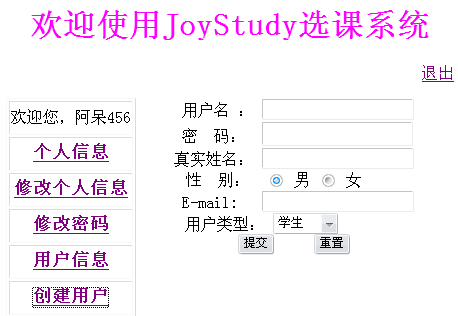 欢迎使用JoyStudy选课系统
退出
欢迎您，阿呆456
个人信息
修改个人信息
修改密码
用户信息
创建用户
用户名 ：
密  码：
真实姓名：
性  别： 男 女
E-mail:
用户类型： 学生
提交 重置